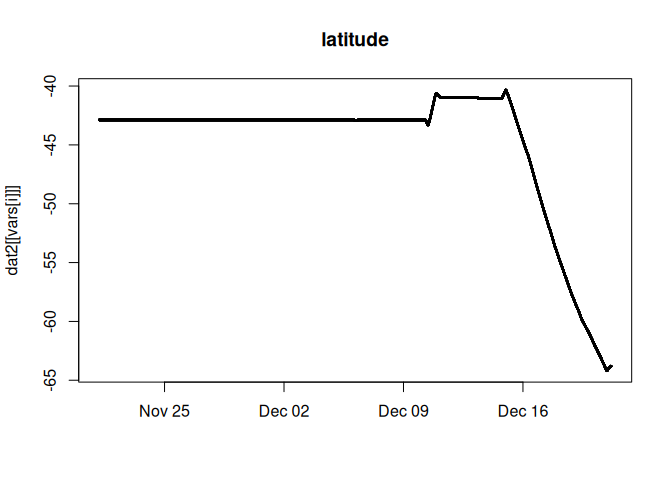 latitude
dat2[[vars[i]]]
-40
-45
-50
-55
-60
-65
Nov 25
Dec 02
Dec 09
Dec 16